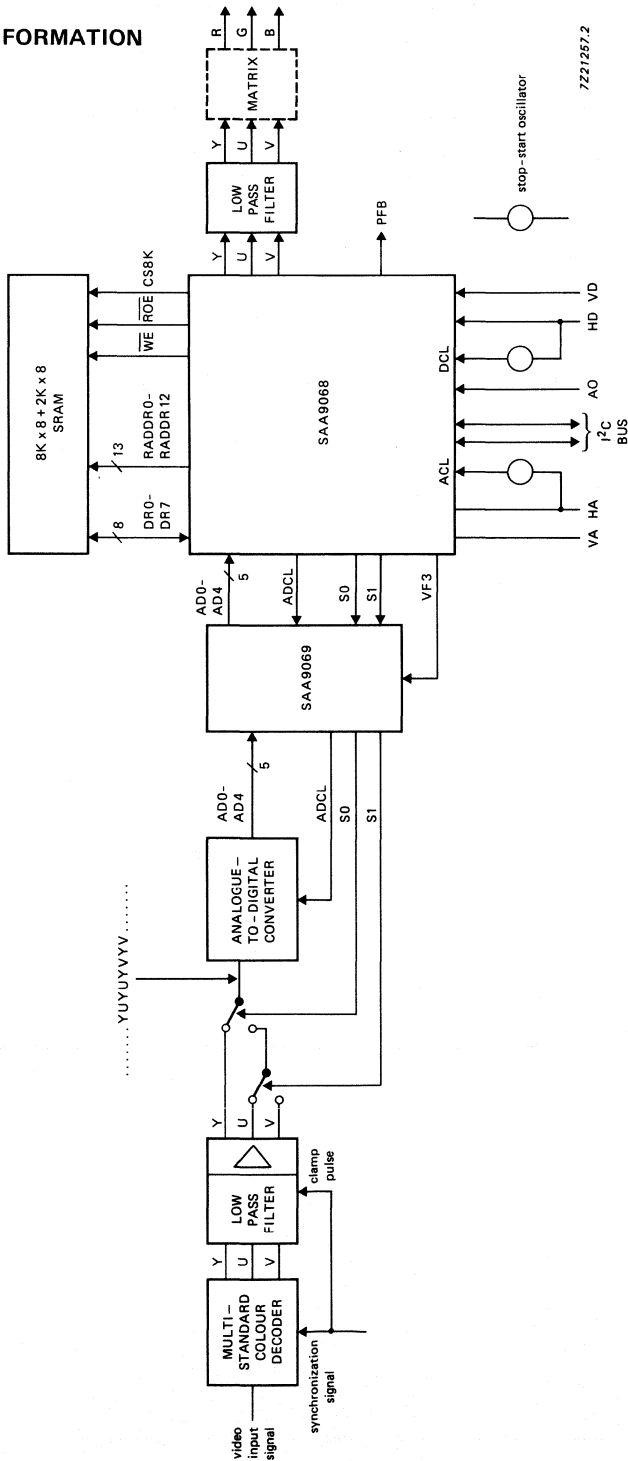 FORMATION
video
input
signal
MULTI–
STANDARD
COLOUR
DECODER
synchronization
signal
Y
U
V
LOW
PASS
FILTER
clamp
pulse
Y
U
V
. . . . . . . YUYUYVYV . . . . . . .
ANALOGUE–
TO–DIGITAL
CONVERTER
AD0-
AD4
5
ADCL
S0
S1
SAA9069
AD0-
AD4
5
ADCL
S0
S1
VF3
8K x 8 + 2K x 8
SRAM
8
DR0-
DR7
13
RADDR0-
RADDR12
WE
ROE
CS8K
SAA9068
ACL
DCL
VA
HA
I²C
BUS
AO
HD
VD
PFB
Y
U
V
LOW
PASS
FILTER
Y
U
V
MATRIX
R
G
B
stop-start oscillator
7Z21257.2